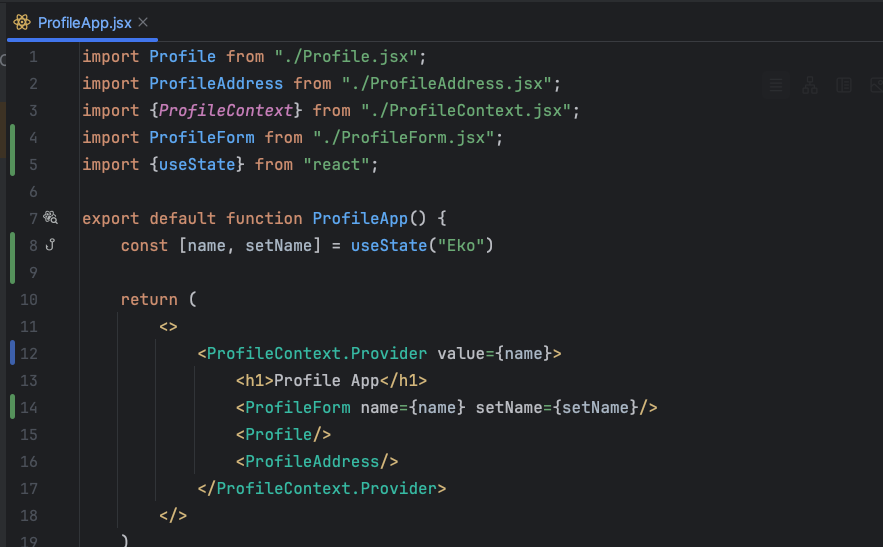 ProfileApp.jsx
1 import Profile from "./Profile.jsx";
2 import ProfileAddress from "./ProfileAddress.jsx";
3 import {ProfileContext} from "./ProfileContext.jsx";
4 import ProfileForm from "./ProfileForm.jsx";
5 import {useState} from "react";
6
7 export default function ProfileApp() {
8     const [name, setName] = useState("Eko")
9
10     return (
11         <>
12             <ProfileContext.Provider value={name}>
13                 <h1>Profile App</h1>
14                 <ProfileForm name={name} setName={setName}/>
15                 <Profile/>
16                 <ProfileAddress/>
17             </ProfileContext.Provider>
18         </>
19     )